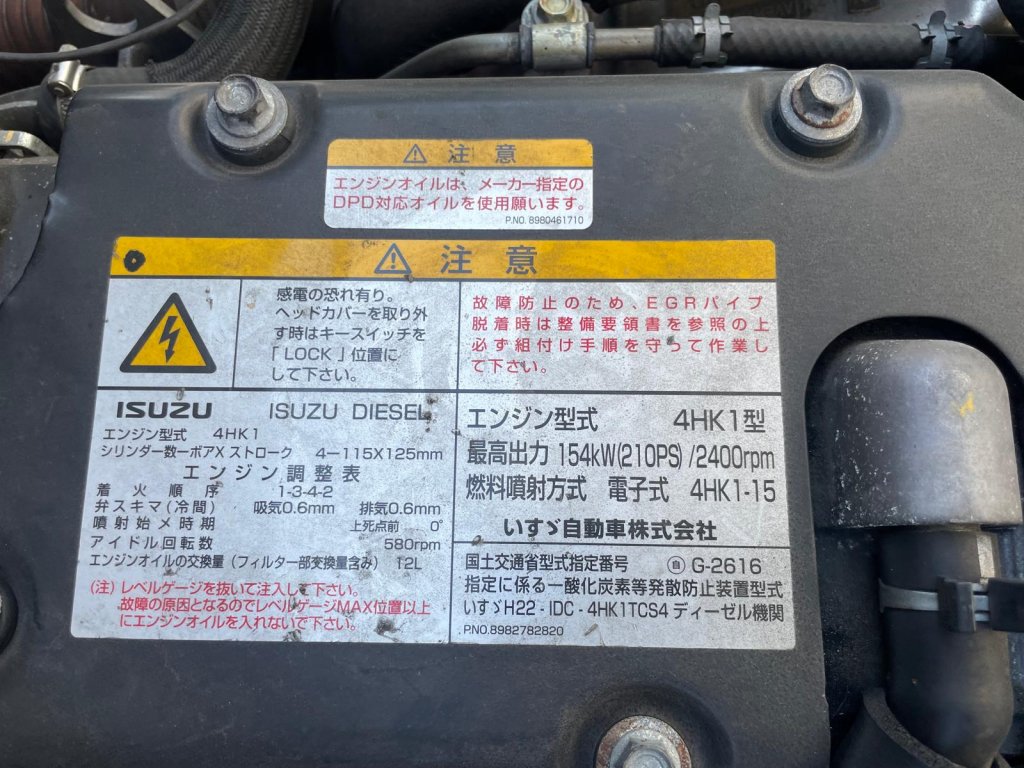 ⚠ 注意
エンジンオイルは、メーカー指定の
DPD対応オイルを使用願います。
P.NO. 8980461710
⚠ 注意
感電の恐れ有り。
ヘッドカバーを取り外
す時はキースイッチを
「LOCK」位置に
して下さい。
故障防止のため、EGRパイプ
脱着時は整備要領書を参照の上
必ず組付け手順を守って作業し
て下さい。
ISUZU ISUZU DIESEL
エンジン型式 4HK1
シリンダー数ーボアX ストローク 4ー115X125mm
エンジン調整表
着火順序 1-3-4-2
弁スキマ(冷間) 吸気0.6mm 排気0.6mm
噴射始メ時期 上死点前 0°
アイドル回転数 580rpm
エンジンオイルの交換量(フィルター部変換量含み) 12L
(注)レベルゲージを抜いて注入して下さい。
故障の原因となるのでレベルゲージMAX位置以上
にエンジンオイルを入れないで下さい。
エンジン型式 4HK1型
最高出力 154kW(210PS)/2400rpm
燃料噴射方式 電子式 4HK1-15
いすゞ自動車株式会社
国土交通省型式指定番号 自 G-2616
指定に係る一酸化炭素等発散防止装置型式
いすゞH22-IDC-4HK1TCS4 ディーゼル機関
P.NO.8982782820